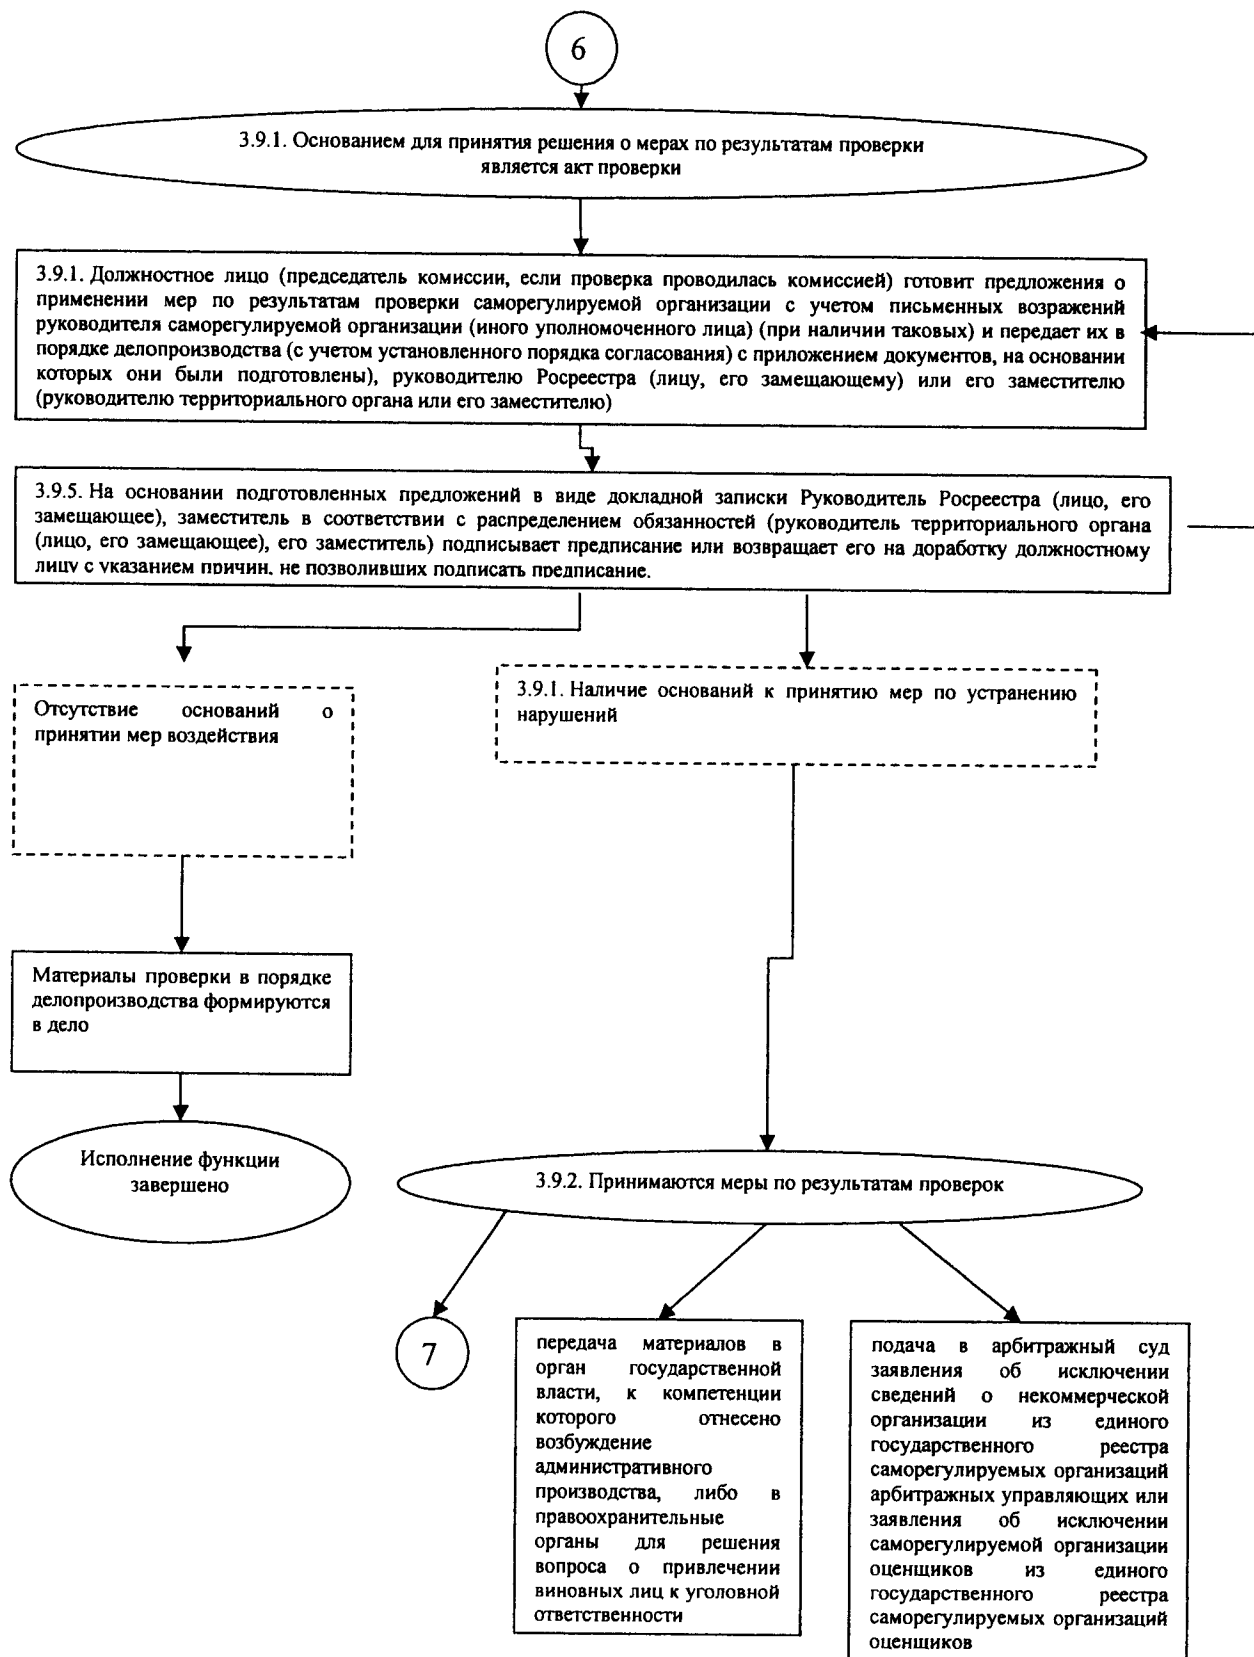 6
3.9.1. Основанием для принятия решения о мерах по результатам проверки
является акт проверки
3.9.1. Должностное лицо (председатель комиссии, если проверка проводилась комиссией) готовит предложения о
применении мер по результатам проверки саморегулируемой организации с учетом письменных возражений
руководителя саморегулируемой организации (иного уполномоченного лица) (при наличии таковых) и передает их в
порядке делопроизводства (с учетом установленного порядка согласования) с приложением документов, на основании
которых они были подготовлены), руководителю Росреестра (лицу, его замещающему) или его заместителю
(руководителю территориального органа или его заместителю)
3.9.5. На основании подготовленных предложений в виде докладной записки Руководитель Росреестра (лицо, его
замещающее), заместитель в соответствии с распределением обязанностей (руководитель территориального органа
(лицо, его замещающее), его заместитель) подписывает предписание или возвращает его на доработку должностному
лицу с указанием причин, не позволивших подписать предписание.
Отсутствие оснований о
принятии мер воздействия
3.9.1. Наличие оснований к принятию мер по устранению
нарушений
Материалы проверки в порядке
делопроизводства формируются
в дело
Исполнение функции
завершено
3.9.2. Принимаются меры по результатам проверок
7
передача материалов в
орган государственной
власти, к компетенции
которого отнесено
возбуждение
административного
производства, либо в
правоохранительные
органы для решения
вопроса о привлечении
виновных лиц к уголовной
ответственности
подача в арбитражный суд
заявления об исключении
сведений о некоммерческой
организации из единого
государственного реестра
саморегулируемых организаций
арбитражных управляющих или
заявления об исключении
саморегулируемой организации
оценщиков из единого
государственного реестра
саморегулируемых организаций
оценщиков